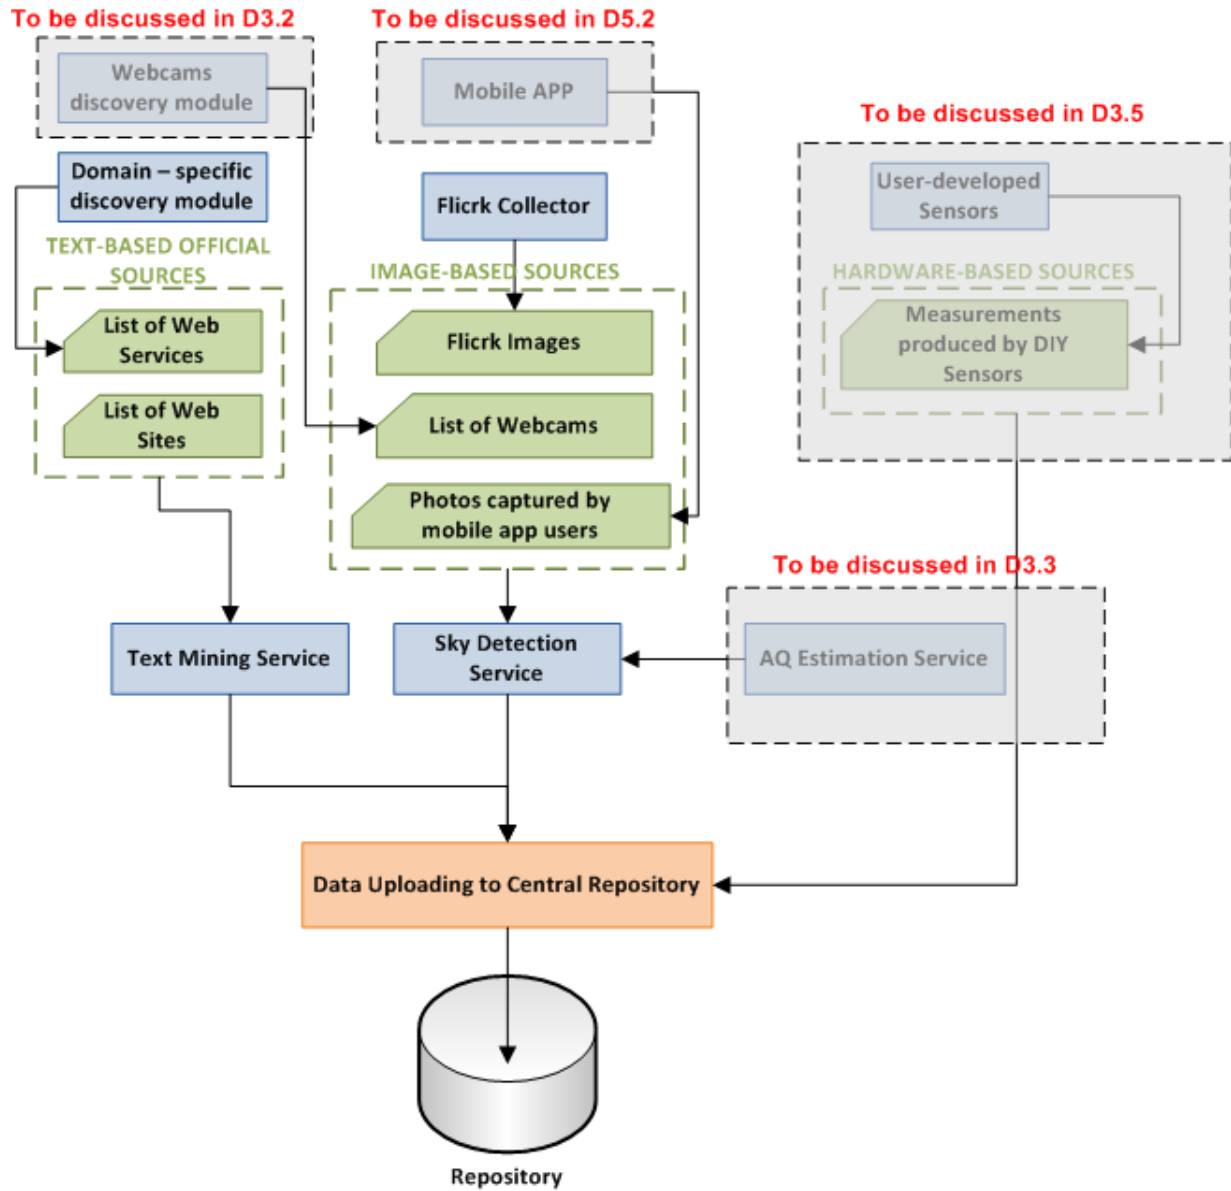 To be discussed in D3.2
To be discussed in D5.2
Webcams
discovery module
Mobile APP
To be discussed in D3.5
Domain – specific
discovery module
Flicrk Collector
User-developed
Sensors
TEXT-BASED OFFICIAL
SOURCES
IMAGE-BASED SOURCES
HARDWARE-BASED SOURCES
List of Web
Services
Flicrk Images
Measurements
produced by DIY
Sensors
List of Web
Sites
List of Webcams
Photos captured by
mobile app users
To be discussed in D3.3
Text Mining Service
Sky Detection
Service
AQ Estimation Service
Data Uploading to Central Repository
Repository